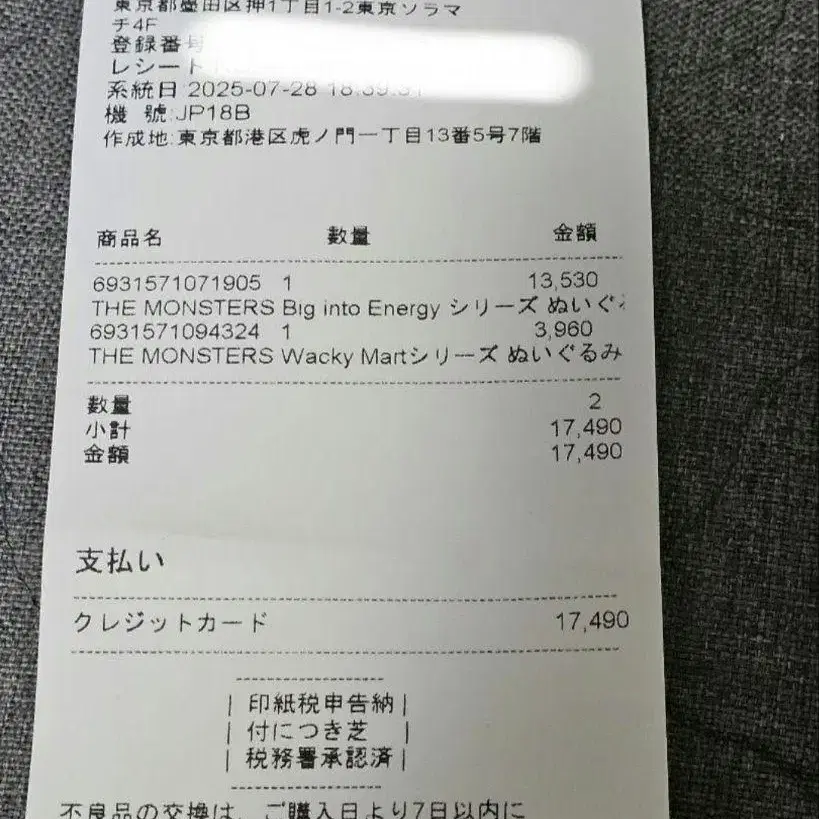 東京都墨田区押1丁目1-2東京ソラマ
チ4F
登録番号
レシート
系統日:2025-07-28 18:39:31
機 號:JP18B
作成地:東京都港区虎ノ門一丁目13番5号7階
商品名 数量 金額
6931571071905 1 13,530
THE MONSTERS Big into Energy シリーズ ぬいぐ
6931571094324 1 3,960
THE MONSTERS Wacky Martシリーズ ぬいぐるみ
数量 2
小計 17,490
金額 17,490
支払い
クレジットカード 17,490
印紙税申告納
付につき芝
税務署承認済
不良品の交換は、ご購入日より7日以内に